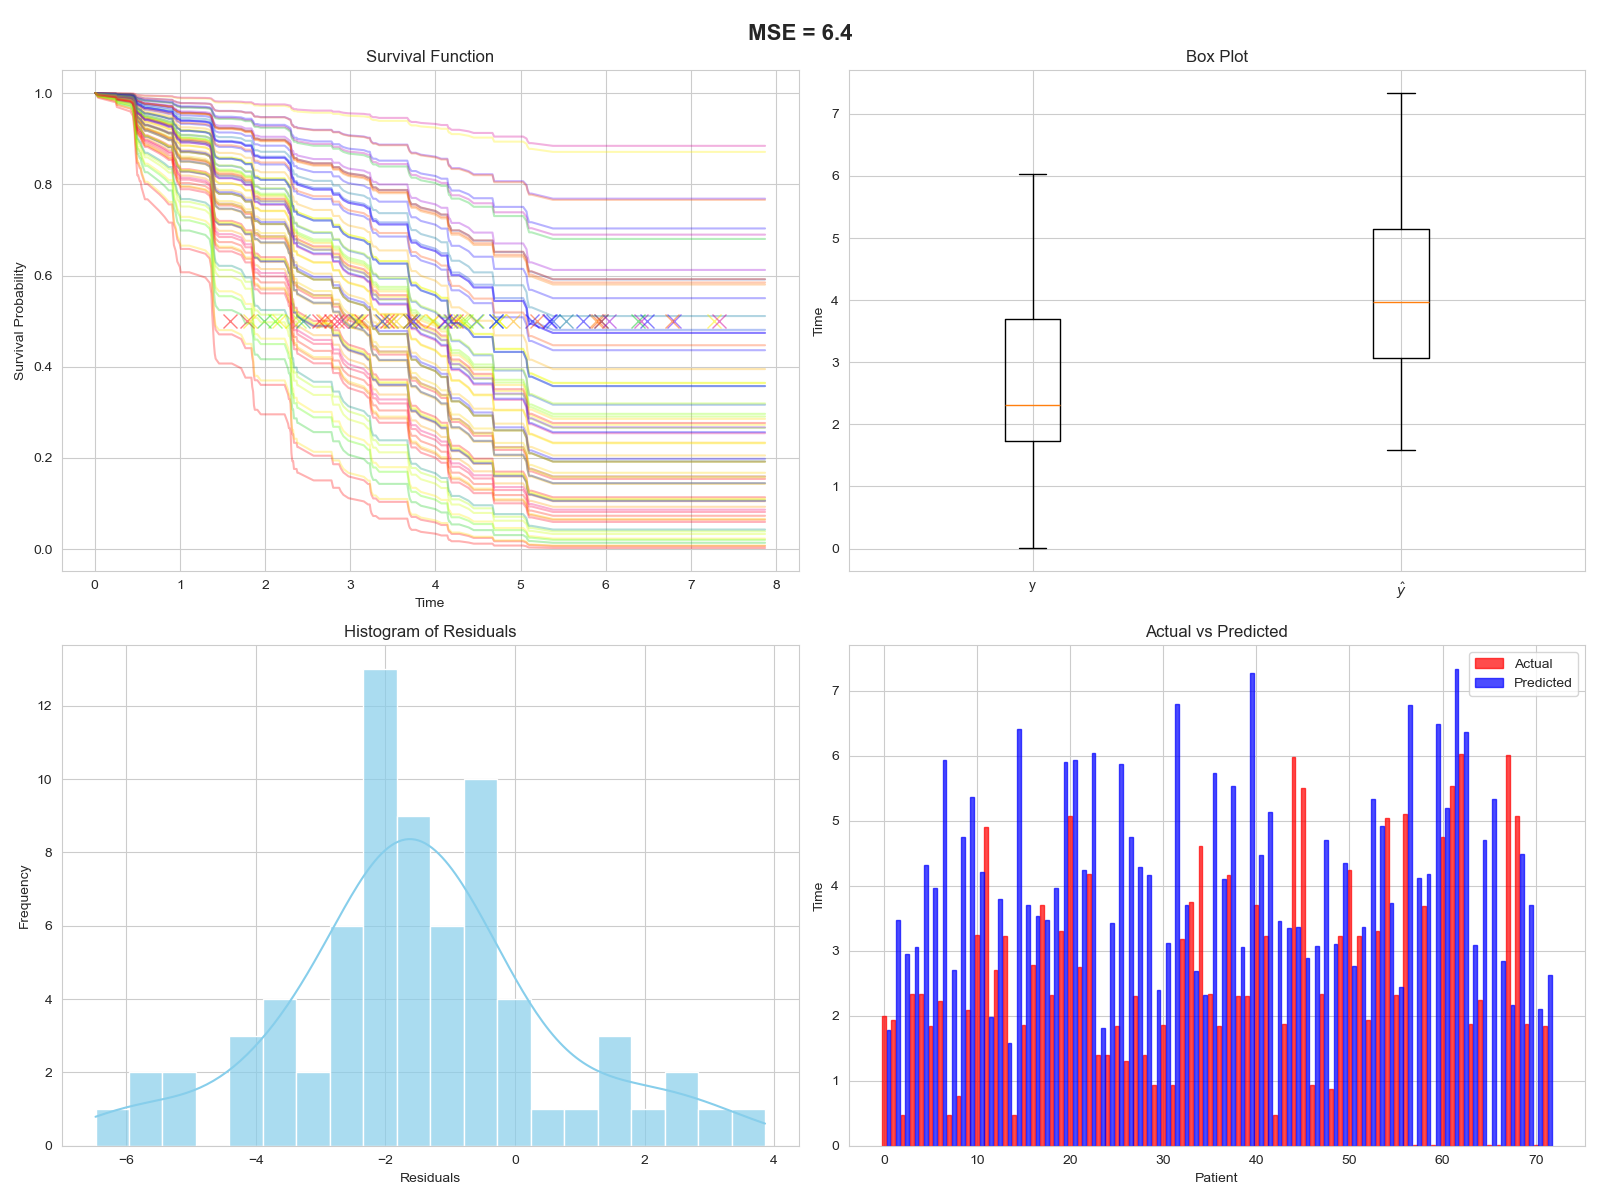 MSE = 6.4
Survival Function
Survival Probability
1.0
0.8
0.6
0.4
0.2
0.0
0 1 2 3 4 5 6 7 8
Time
Box Plot
Time
7
6
5
4
3
2
1
0
y ŷ
Histogram of Residuals
Frequency
12
10
8
6
4
2
0
−6 −4 −2 0 2 4
Residuals
Actual vs Predicted
Actual
Predicted
Time
7
6
5
4
3
2
1
0
0 10 20 30 40 50 60 70
Patient